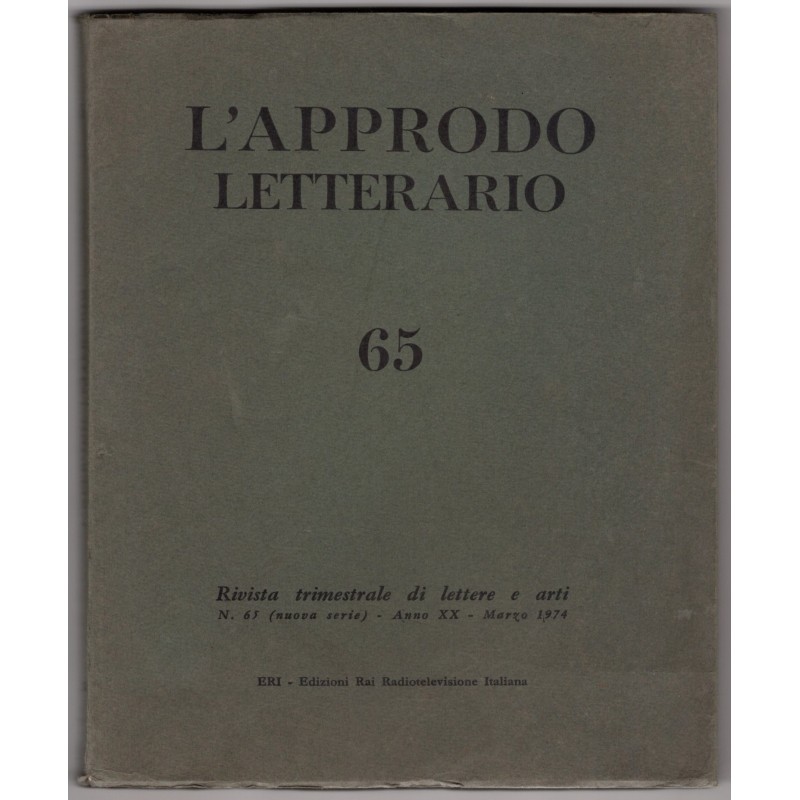 L'APPRODO
LETTERARIO
65
Rivista trimestrale di lettere e arti
N. 65 (nuova serie) - Anno XX - Marzo 1974
ERI - Edizioni Rai Radiotelevisione Italiana